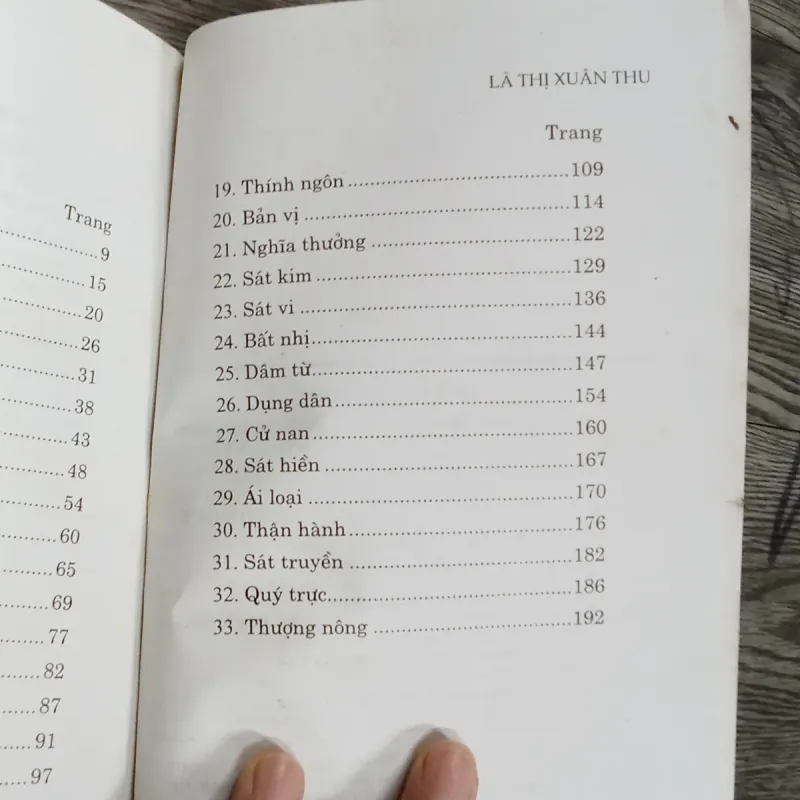 Trang
9
15
20
26
31
38
43
48
54
60
65
69
77
82
87
91
97
LÃ THỊ XUÂN THU
Trang
19. Thính ngôn 109
20. Bản vị 114
21. Nghĩa thưởng 122
22. Sát kim 129
23. Sát vi 136
24. Bất nhị 144
25. Dâm từ 147
26. Dụng dân 154
27. Cử nan 160
28. Sát hiền 167
29. Ái loại 170
30. Thận hành 176
31. Sát truyền 182
32. Quý trực 186
33. Thượng nông 192